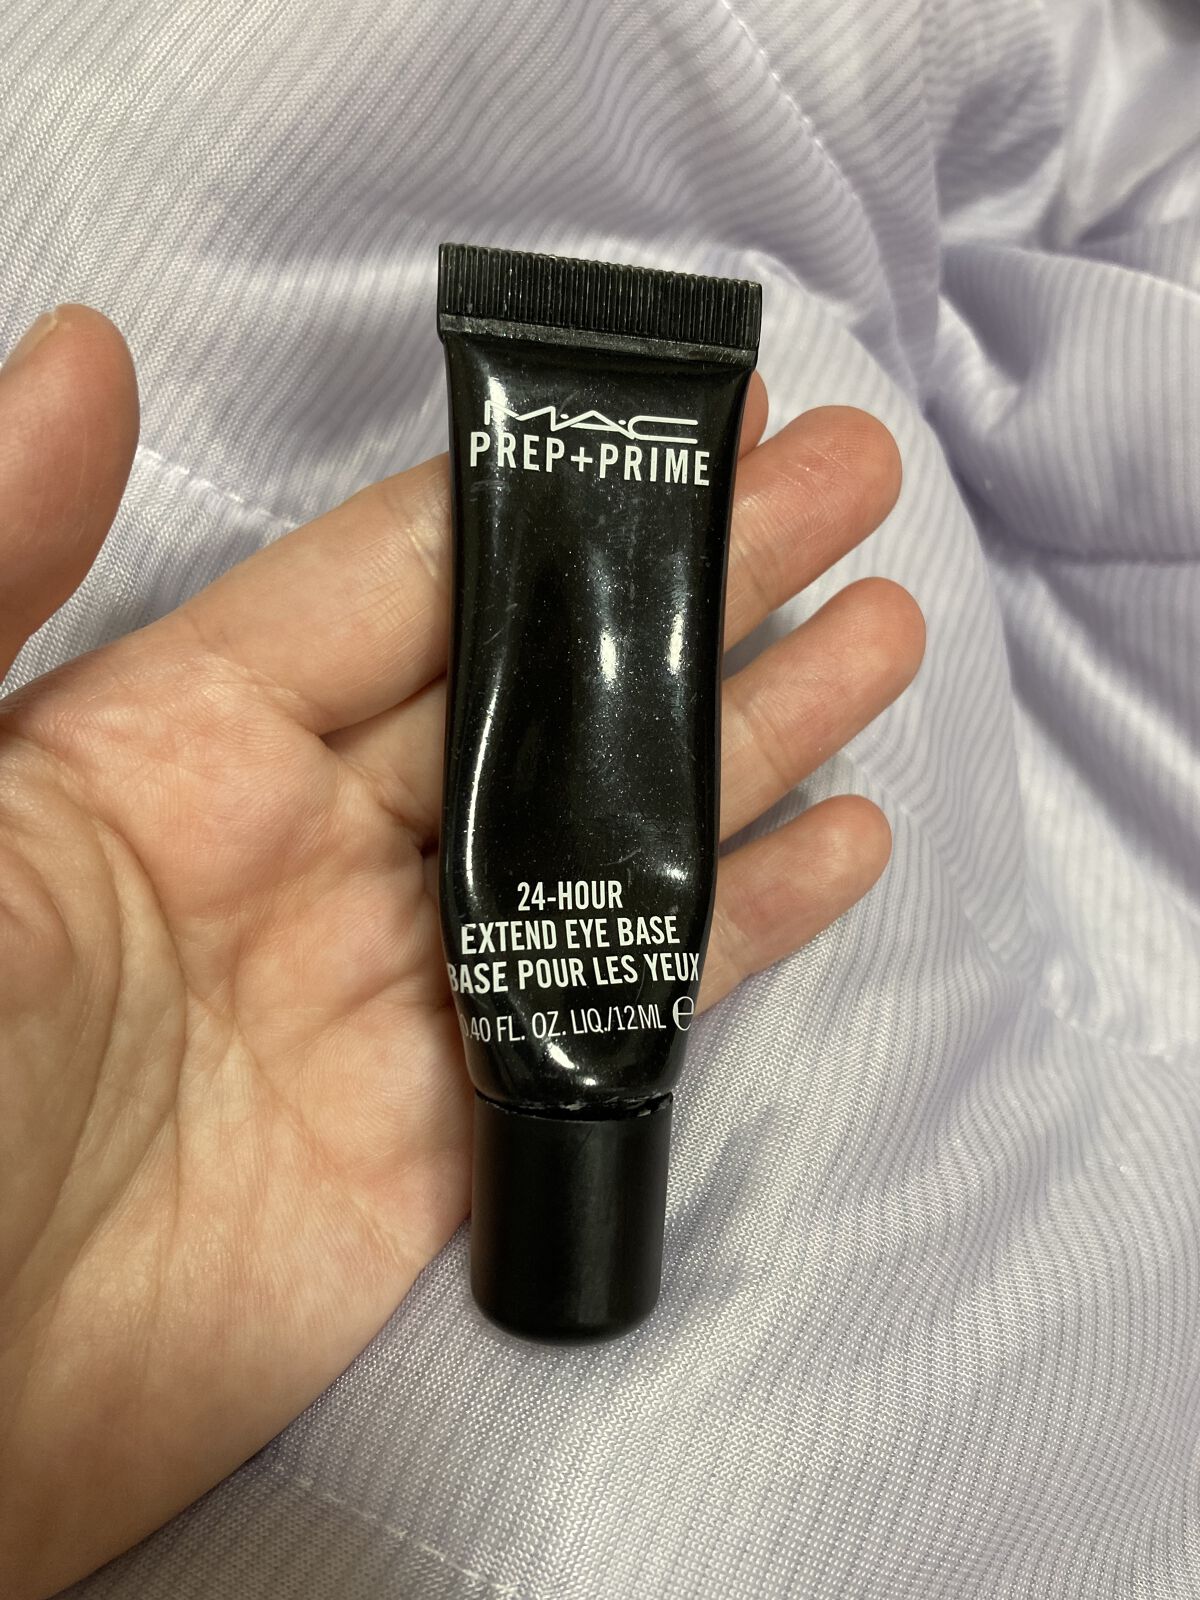 M·A·C
PREP+PRIME
24-HOUR
EXTEND EYE BASE
BASE POUR LES YEUX
0.40 FL. OZ. LIQ./12ML ℮